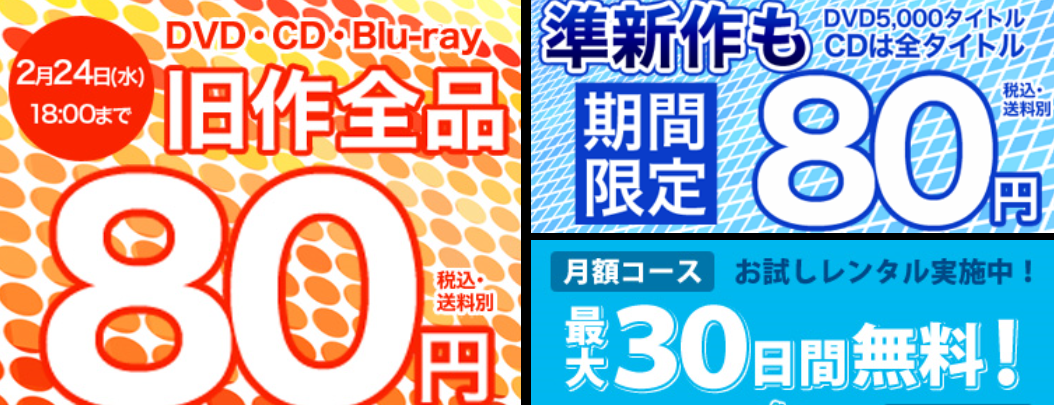 2月24日(水)
18:00まで
DVD・CD・Blu-ray
旧作全品
80円
税込・
送料別
準新作も
DVD5,000タイトル
CDは全タイトル
期間
限定
80円
税込・
送料別
月額コース
お試しレンタル実施中!
最大30日間無料!